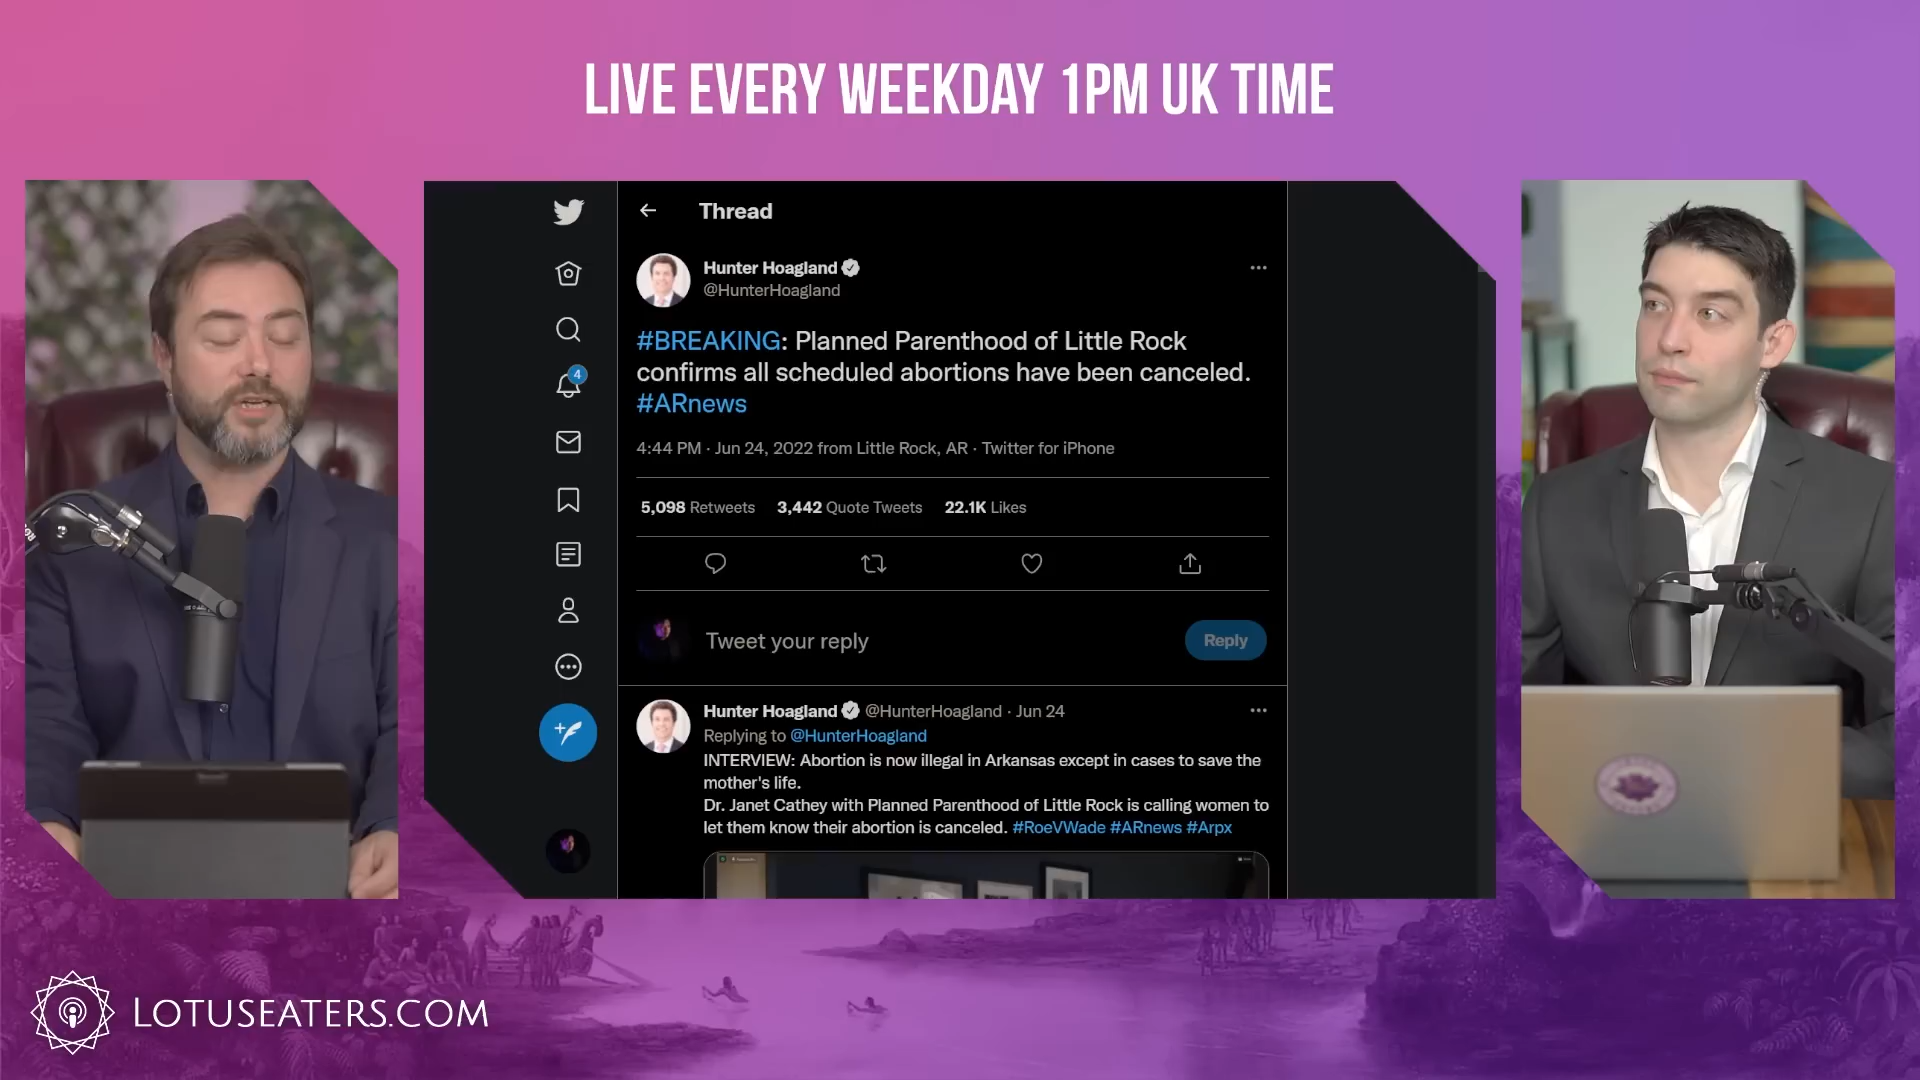 LIVE EVERY WEEKDAY 1PM UK TIME
Thread
Hunter Hoagland
@HunterHoagland
#BREAKING: Planned Parenthood of Little Rock
confirms all scheduled abortions have been canceled.
#ARnews
4:44 PM · Jun 24, 2022 from Little Rock, AR · Twitter for iPhone
5,098 Retweets 3,442 Quote Tweets 22.1K Likes
4
Tweet your reply
Reply
Hunter Hoagland @HunterHoagland · Jun 24
Replying to @HunterHoagland
INTERVIEW: Abortion is now illegal in Arkansas except in cases to save the
mother's life.
Dr. Janet Cathey with Planned Parenthood of Little Rock is calling women to
let them know their abortion is canceled. #RoeVWade #ARnews #Arpx
LOTUSEATERS.COM